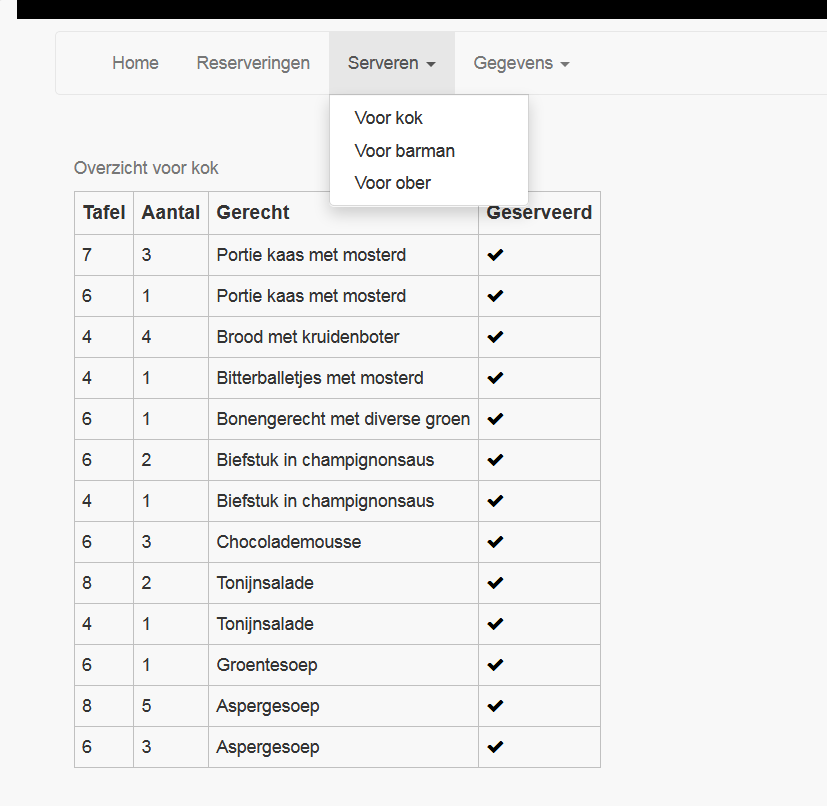 Home Reserveringen Serveren Gegevens
Voor kok
Voor barman
Voor ober
Overzicht voor kok
Tafel Aantal Gerecht Geserveerd
7 3 Portie kaas met mosterd ✔
6 1 Portie kaas met mosterd ✔
4 4 Brood met kruidenboter ✔
4 1 Bitterballetjes met mosterd ✔
6 1 Bonengerecht met diverse groen ✔
6 2 Biefstuk in champignonsaus ✔
4 1 Biefstuk in champignonsaus ✔
6 3 Chocolademousse ✔
8 2 Tonijnsalade ✔
4 1 Tonijnsalade ✔
6 1 Groentesoep ✔
8 5 Aspergesoep ✔
6 3 Aspergesoep ✔